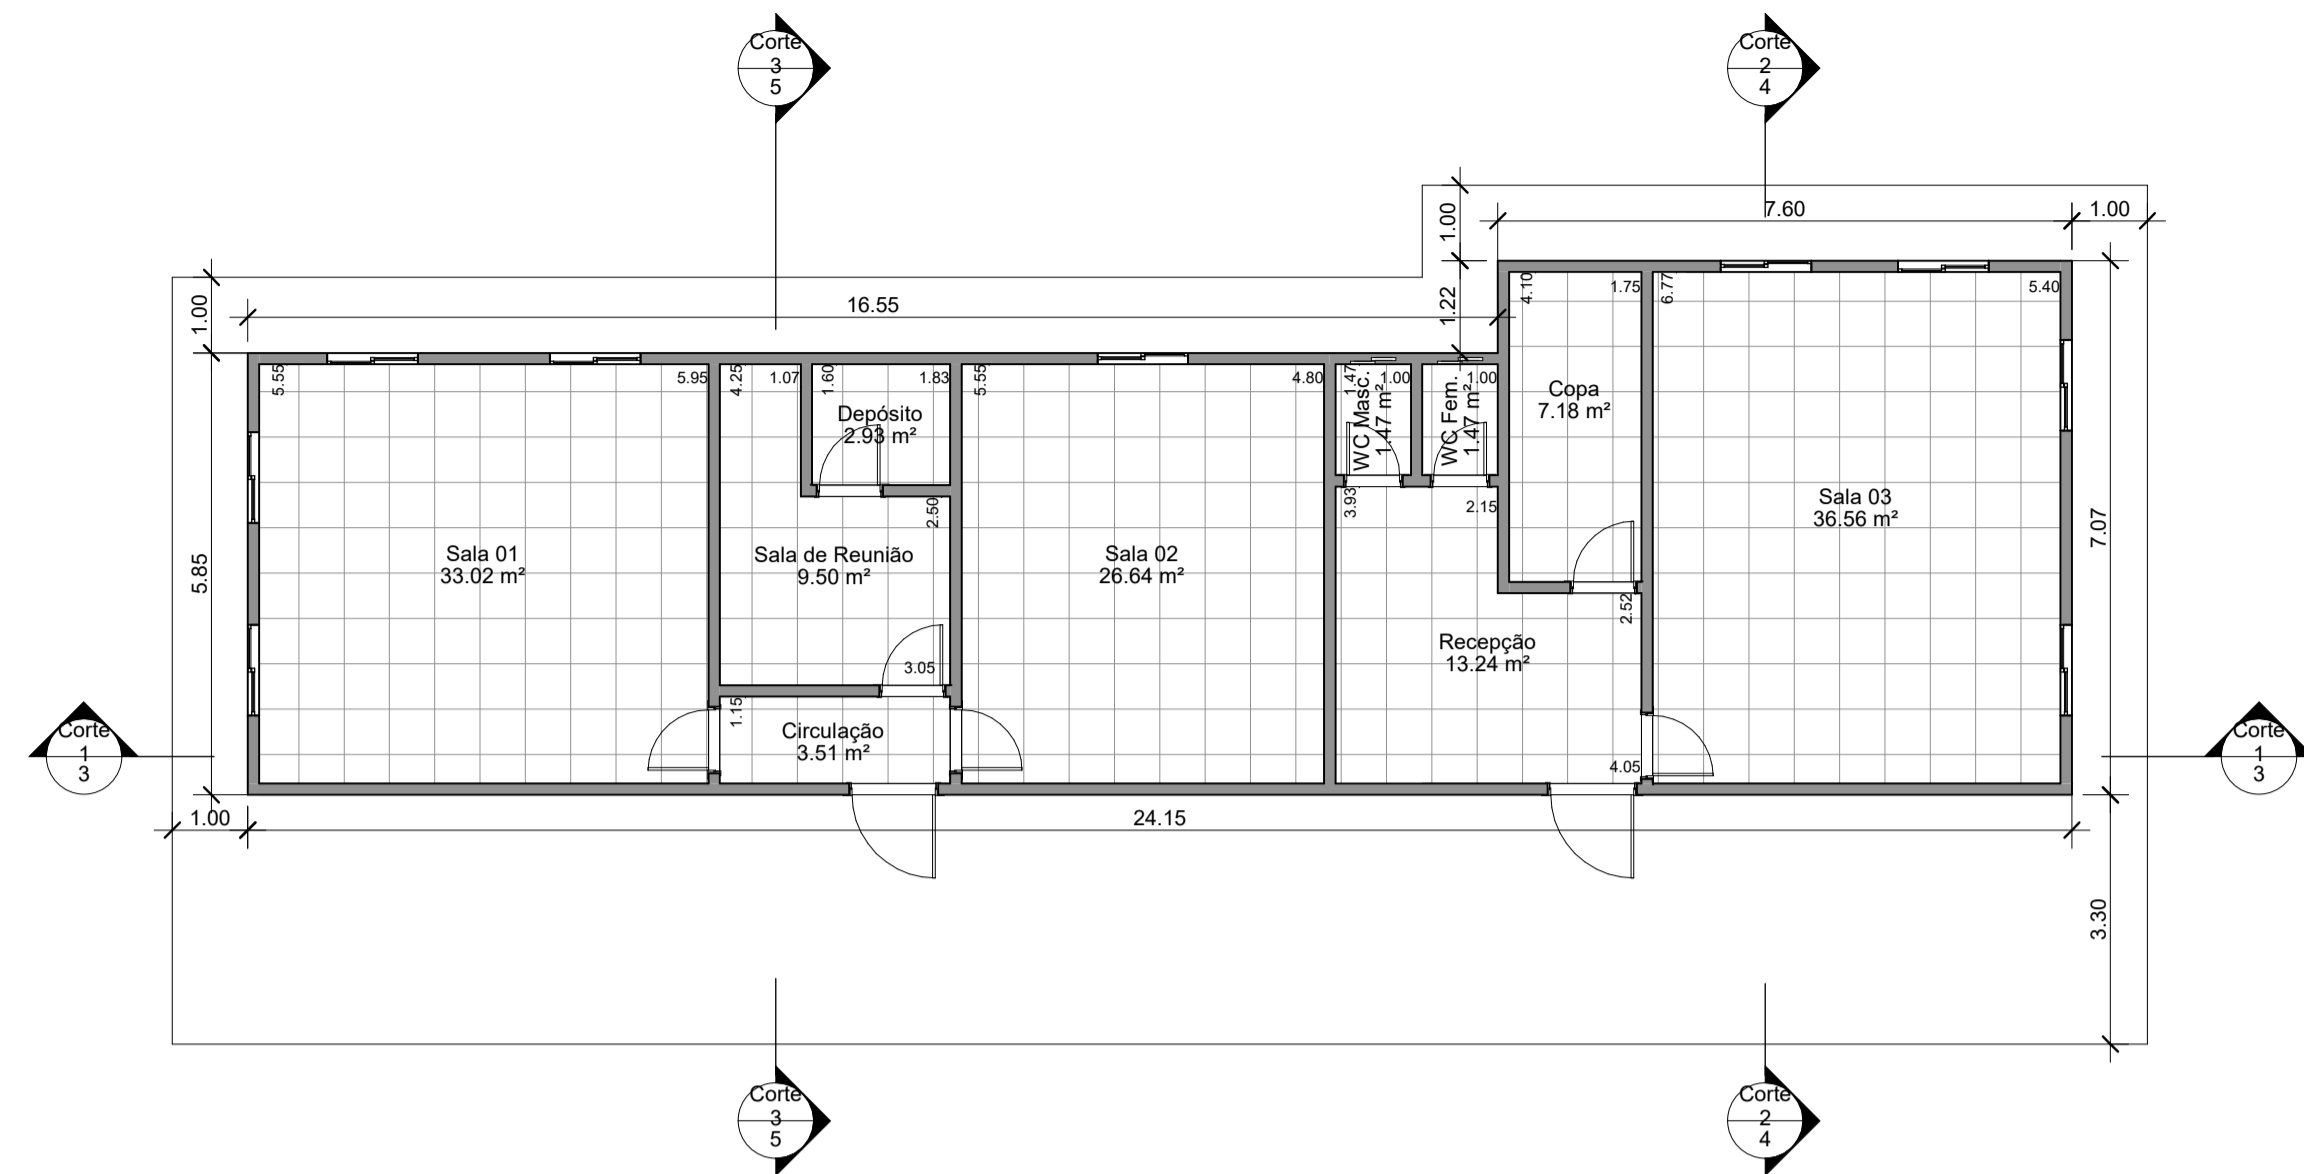 Corte
3
5
Corte
2
4
7.60
1.00
1.00
1.22
1.00
16.55
5.55
5.95
4.25
1.07
1.60
1.83
5.55
4.80
1.47
1.00
1.00
4.10
1.75
6.77
5.40
Depósito
2.93 m²
WC Masc.
1.47 m²
WC Fem.
1.47 m²
Copa
7.18 m²
Sala 03
36.56 m²
2.50
3.93
2.15
Sala 01
33.02 m²
Sala de Reunião
9.50 m²
Sala 02
26.64 m²
5.85
7.07
2.52
Recepção
13.24 m²
3.05
1.15
Circulação
3.51 m²
4.05
Corte
1
3
Corte
1
3
1.00
24.15
3.30
Corte
3
5
Corte
2
4